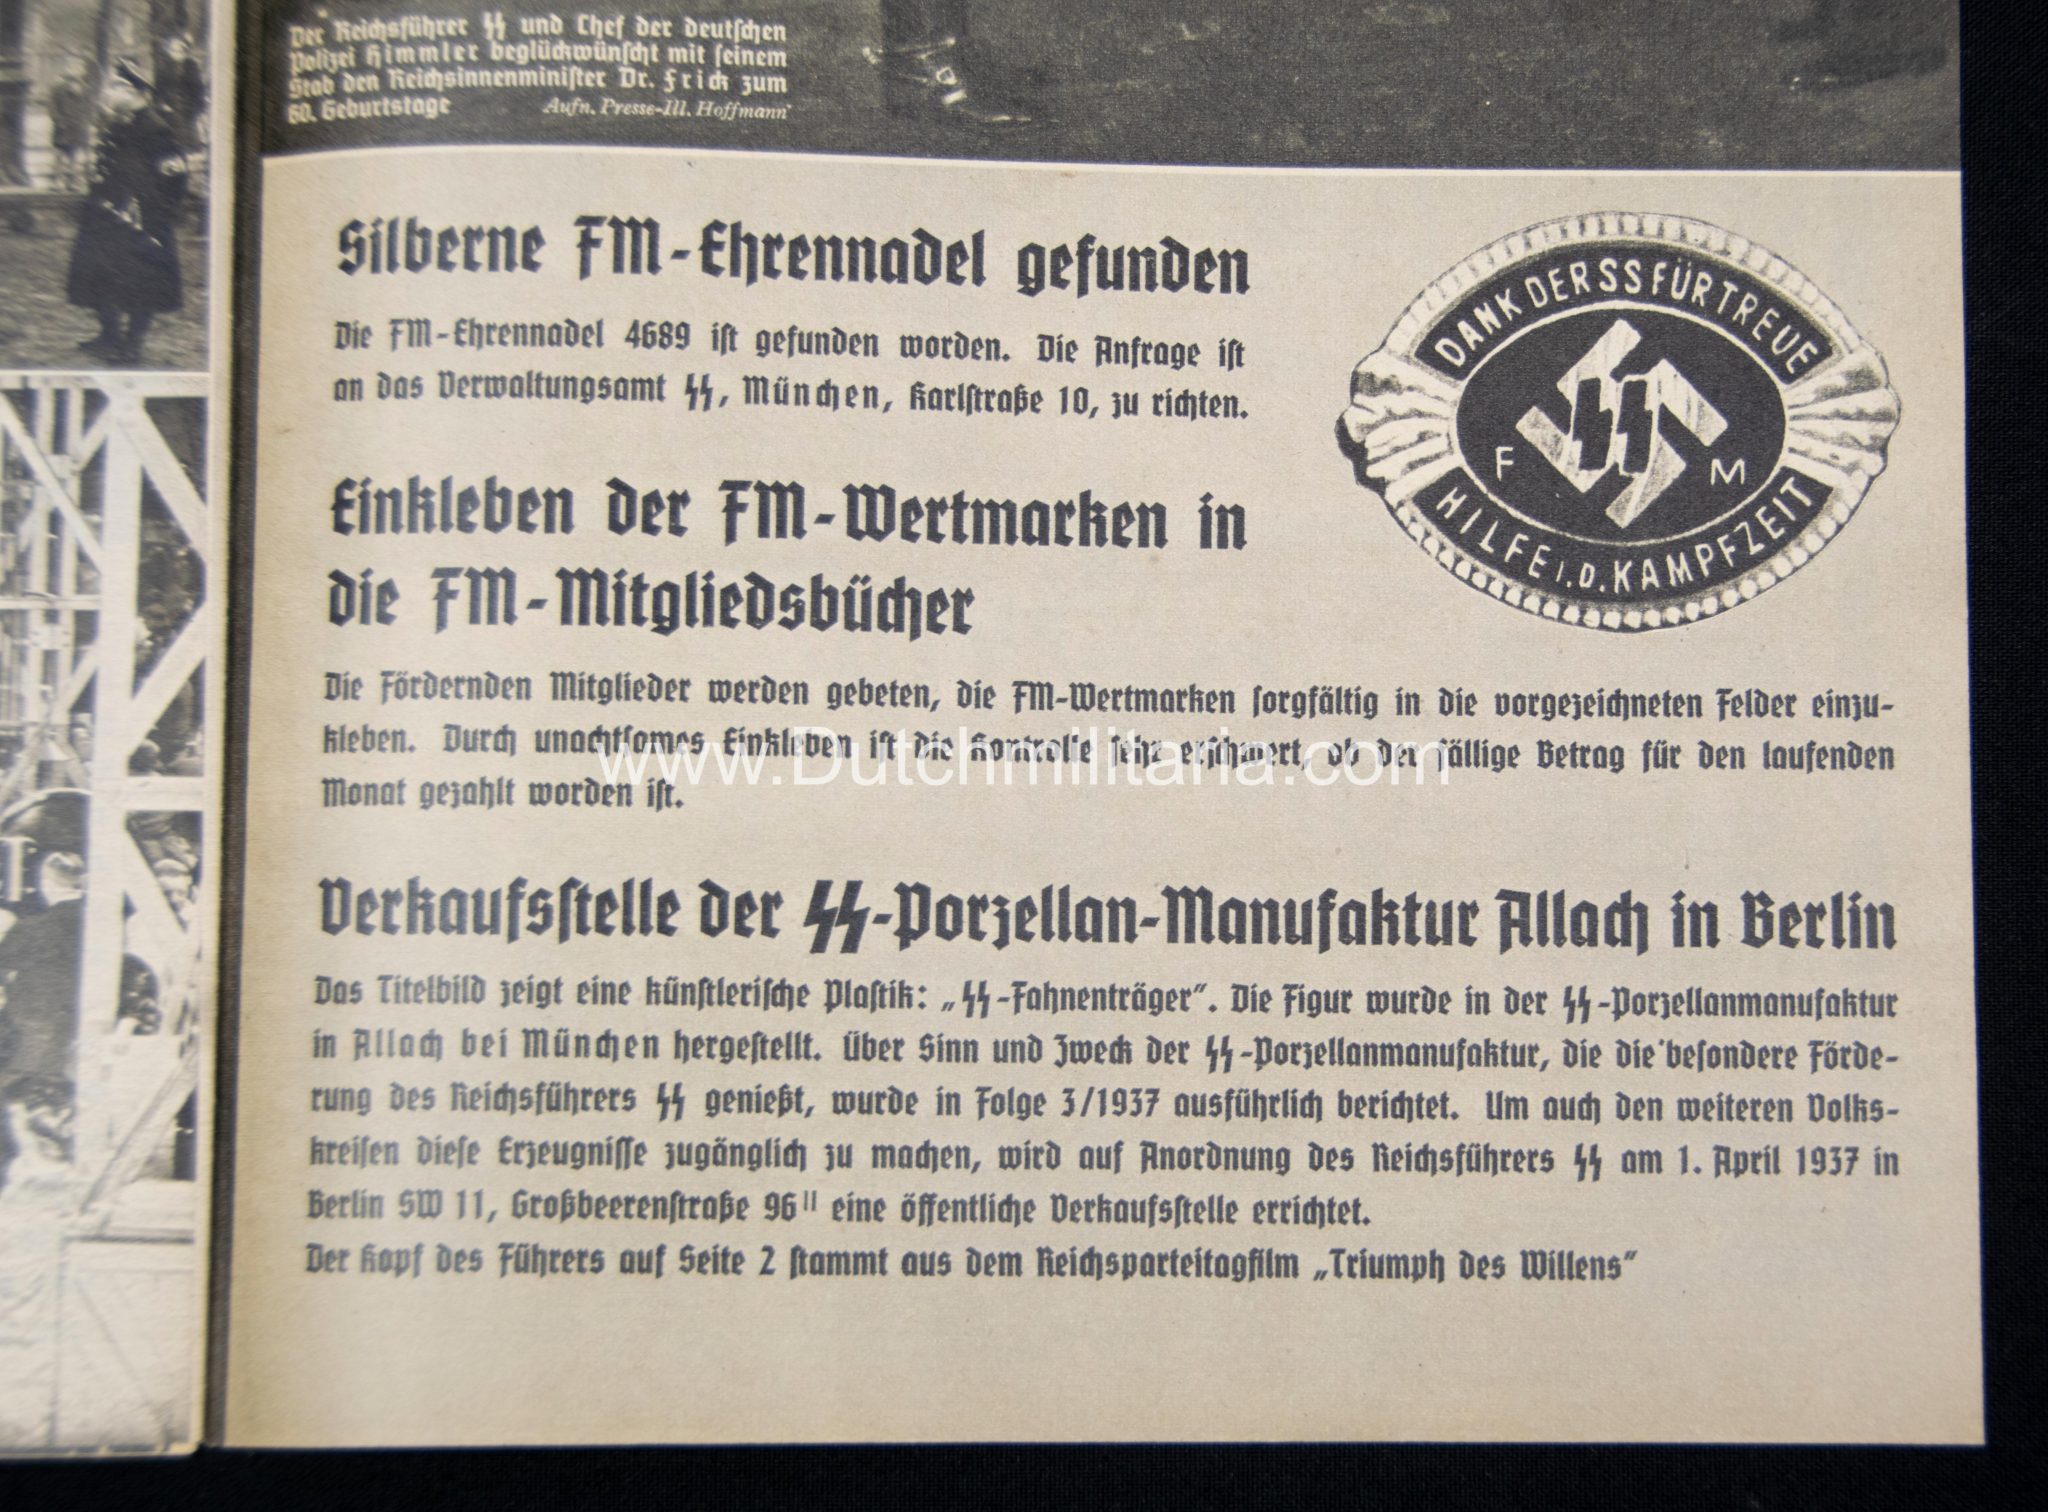 Der Reichsführer SS und Chef der deutschen
Polizei Himmler beglückwünscht mit seinem
Stab den Reichsinnenminister Dr. Frick zum
60. Geburtstage Aufn. Presse-Ill. Hoffmann
Silberne FM-Ehrennadel gefunden
Die FM-Ehrennadel 4689 ist gefunden worden. Die Anfrage ist
an das Verwaltungsamt SS, München, Karlstraße 10, zu richten.
DANK DER SS FÜR TREUE
F M
HILFE i.D. KAMPFZEIT
Einkleben der FM-Wertmarken in
die FM-Mitgliedsbücher
Die Fördernden Mitglieder werden gebeten, die FM-Wertmarken sorgfältig in die vorgezeichneten Felder einzu-
kleben. Durch unachtsames Einkleben ist die Kontrolle sehr erschwert, ob der fällige Betrag für den laufenden
Monat gezahlt worden ist.
www.Dutchmilitaria.com
Verkaufsstelle der SS-Porzellan-Manufaktur Allach in Berlin
Das Titelbild zeigt eine künstlerische Plastik: „SS-Fahnenträger“. Die Figur wurde in der SS-Porzellanmanufaktur
in Allach bei München hergestellt. Über Sinn und Zweck der SS-Porzellanmanufaktur, die die besondere Förde-
rung des Reichsführers SS genießt, wurde in Folge 3/1937 ausführlich berichtet. Um auch den weiteren Volks-
kreisen diese Erzeugnisse zugänglich zu machen, wird auf Anordnung des Reichsführers SS am 1. April 1937 in
Berlin SW 11, Großbeerenstraße 96 II eine öffentliche Verkaufsstelle errichtet.
Der Kopf des Führers auf Seite 2 stammt aus dem Reichsparteitagfilm „Triumph des Willens“